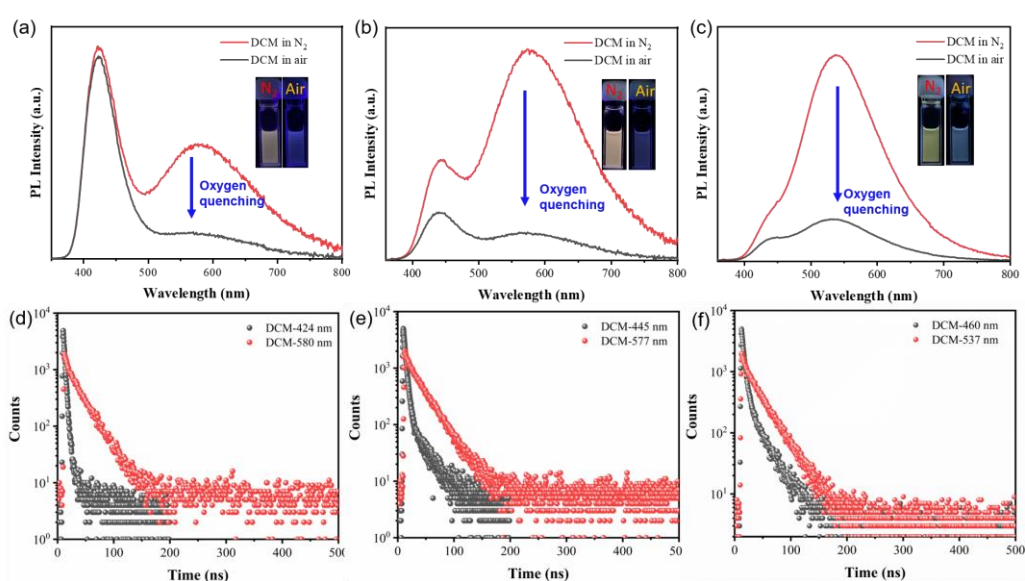 (a)
DCM in N2
DCM in air
N2 Air
Oxygen
quenching
PL Intensity (a.u.)
400 500 600 700 800
Wavelength (nm)
(b)
DCM in N2
DCM in air
N2 Air
Oxygen
quenching
PL Intensity (a.u.)
400 500 600 700 800
Wavelength (nm)
(c)
DCM in N2
DCM in air
N2 Air
Oxygen
quenching
PL Intensity (a.u.)
400 500 600 700 800
Wavelength (nm)
(d)
DCM-424 nm
DCM-580 nm
10^4
10^3
10^2
10^1
10^0
Counts
0 100 200 300 400 500
Time (ns)
(e)
DCM-445 nm
DCM-577 nm
10^4
10^3
10^2
10^1
10^0
Counts
0 100 200 300 400 500
Time (ns)
(f)
DCM-460 nm
DCM-537 nm
10^4
10^3
10^2
10^1
Counts
0 100 200 300 400 500
Time (ns)